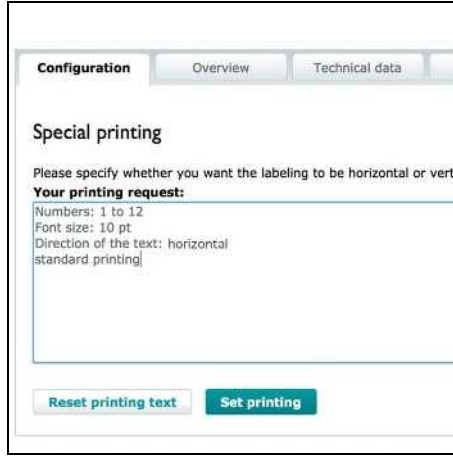 Configuration
Overview
Technical data
Special printing
Please specify whether you want the labeling to be horizontal or vert
Your printing request:
Numbers: 1 to 12
Font size: 10 pt
Direction of the text: horizontal
standard printing
Reset printing text
Set printing